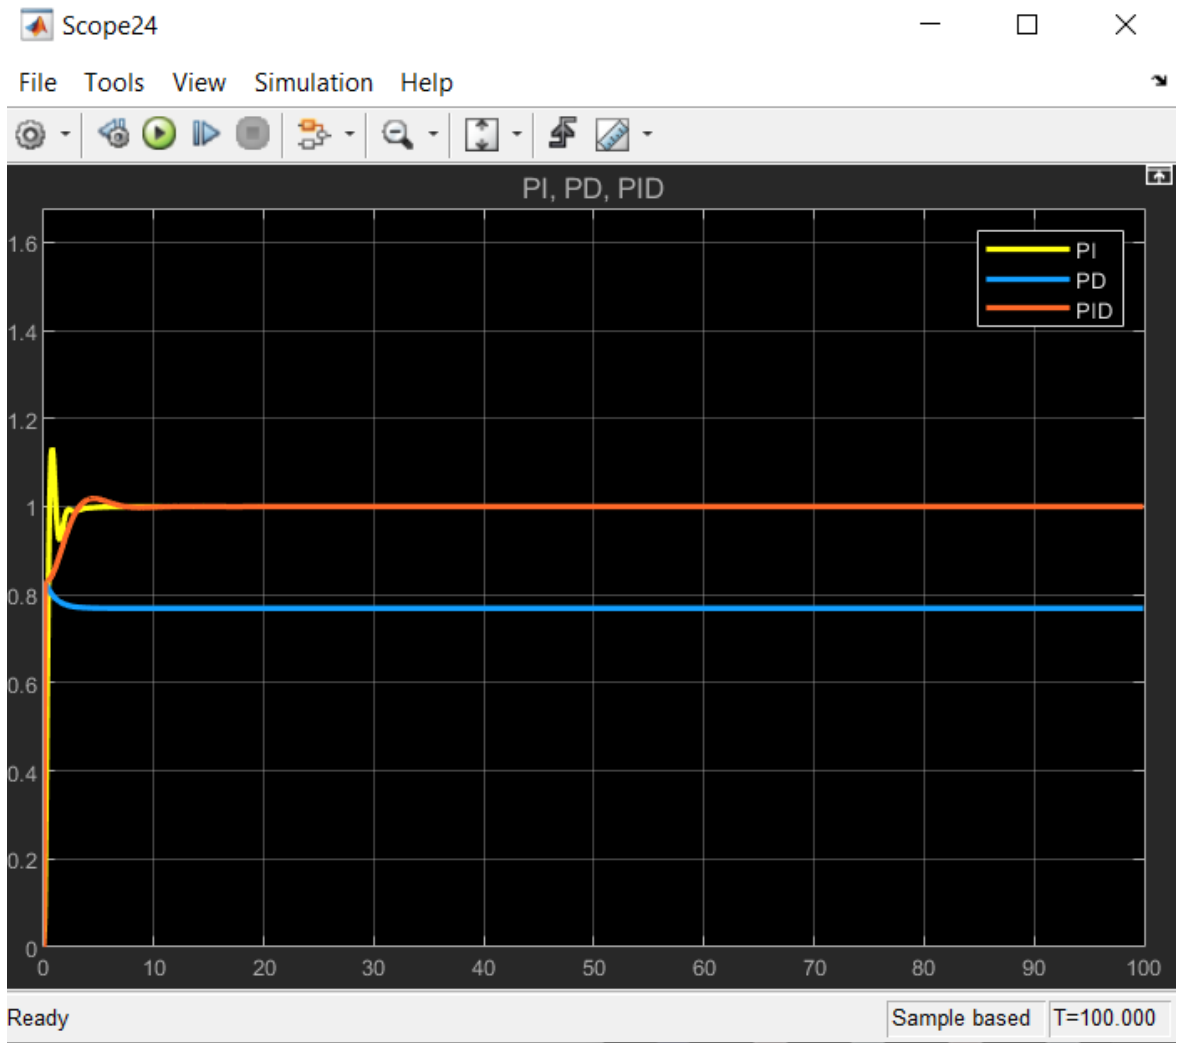 Scope24
File Tools View Simulation Help
PI, PD, PID
1.6
1.4
1.2
1
0.8
0.6
0.4
0.2
0
PI
PD
PID
0 10 20 30 40 50 60 70 80 90 100
Ready Sample based T=100.000